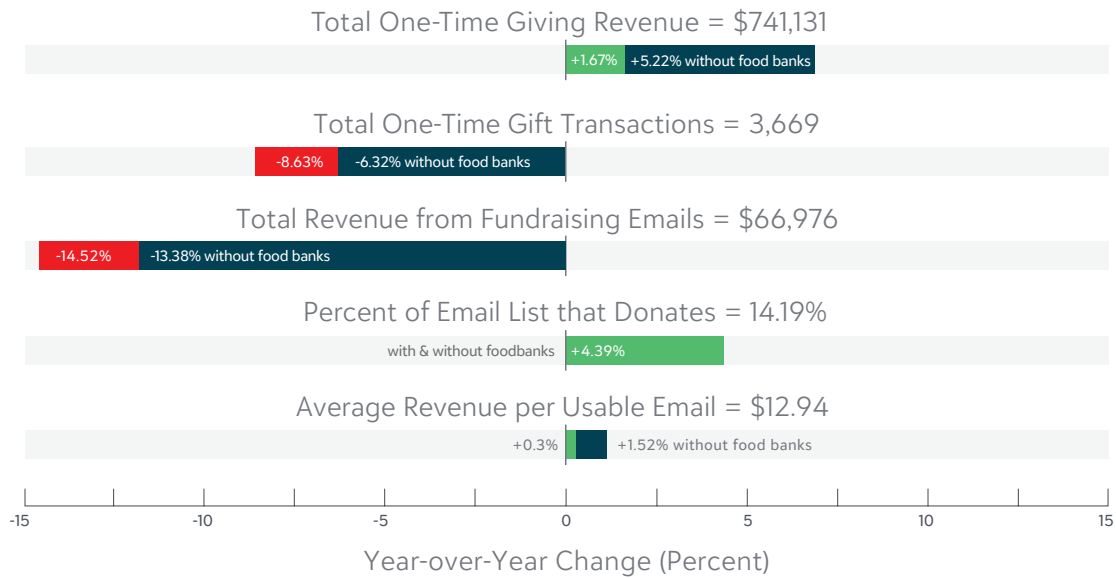 Total One-Time Giving Revenue = $741,131
+1.67% +5.22% without food banks
Total One-Time Gift Transactions = 3,669
-8.63% -6.32% without food banks
Total Revenue from Fundraising Emails = $66,976
-14.52% -13.38% without food banks
Percent of Email List that Donates = 14.19%
with & without foodbanks +4.39%
Average Revenue per Usable Email = $12.94
+0.3% +1.52% without food banks
-15 -10 -5 0 5 10 15
Year-over-Year Change (Percent)